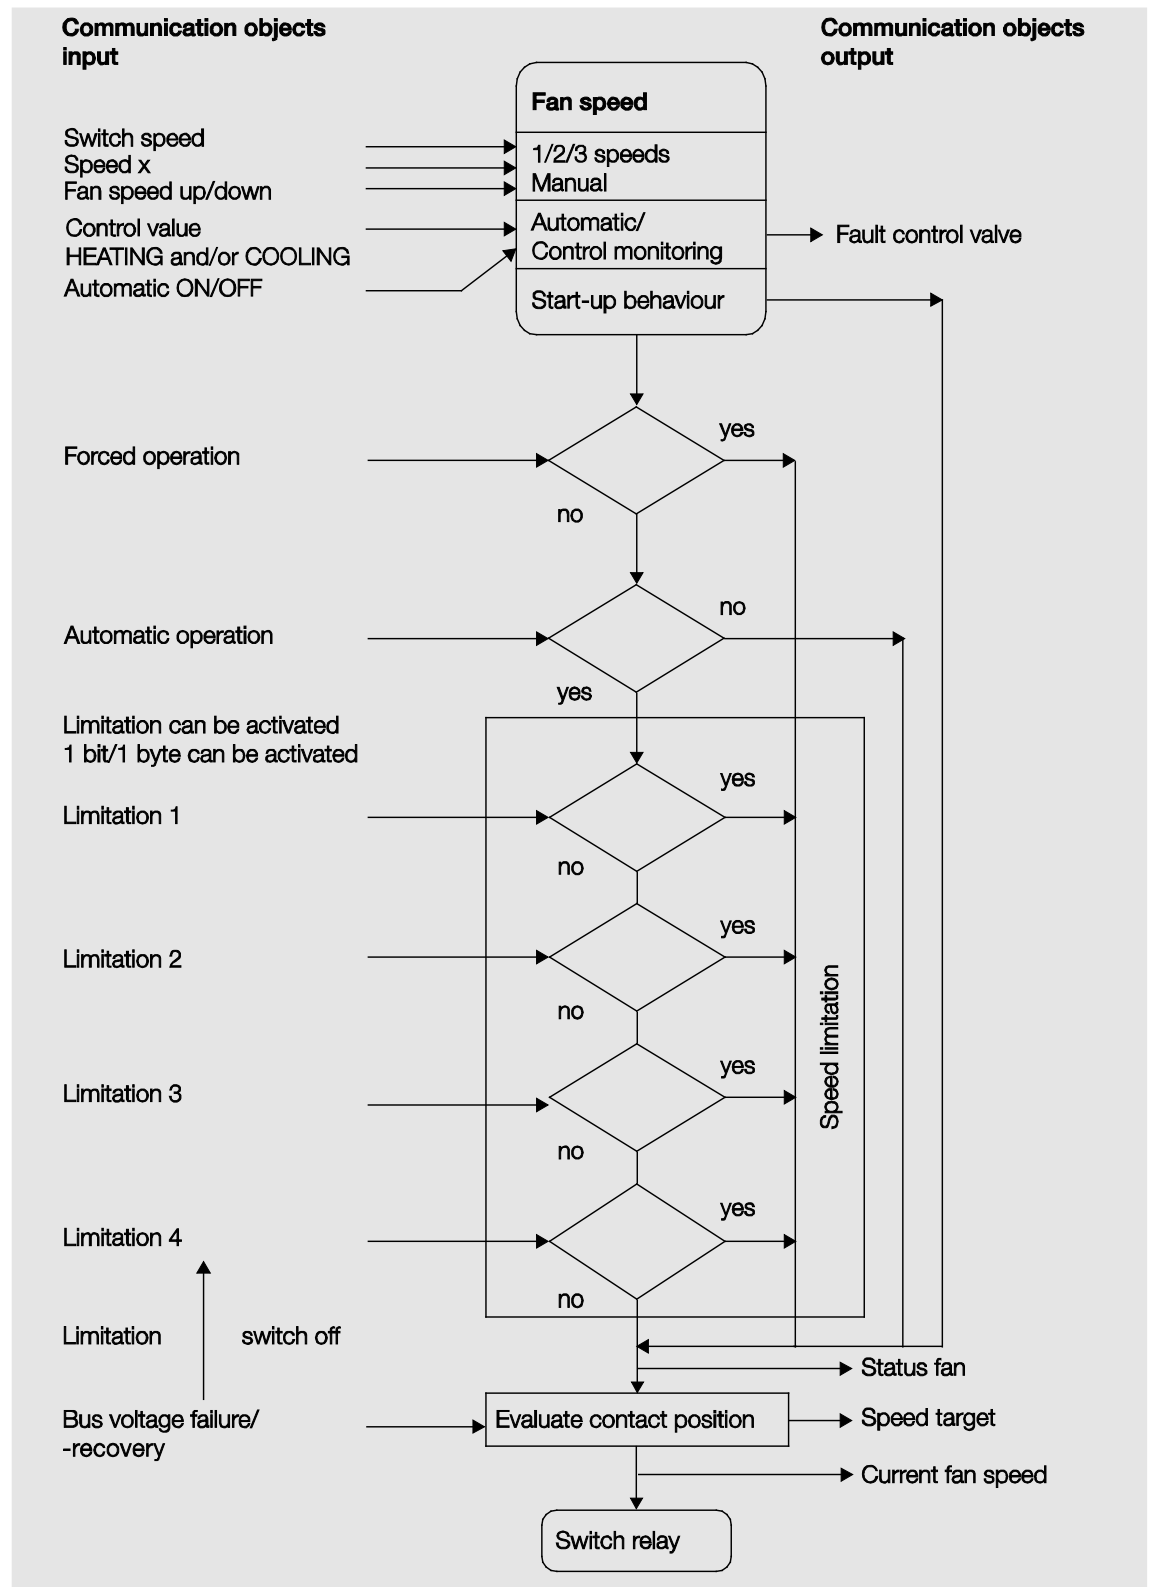 Communication objects
input
Communication objects
output
Fan speed
Switch speed
Speed x
Fan speed up/down
1/2/3 speeds
Manual
Control value
HEATING and/or COOLING
Automatic ON/OFF
Automatic/
Control monitoring
Fault control valve
Start-up behaviour
Forced operation
yes
no
Automatic operation
no
yes
Limitation can be activated
1 bit/1 byte can be activated
Limitation 1
yes
no
Limitation 2
yes
no
Speed limitation
Limitation 3
yes
no
Limitation 4
yes
no
Limitation
switch off
Status fan
Bus voltage failure/
-recovery
Evaluate contact position
Speed target
Current fan speed
Switch relay